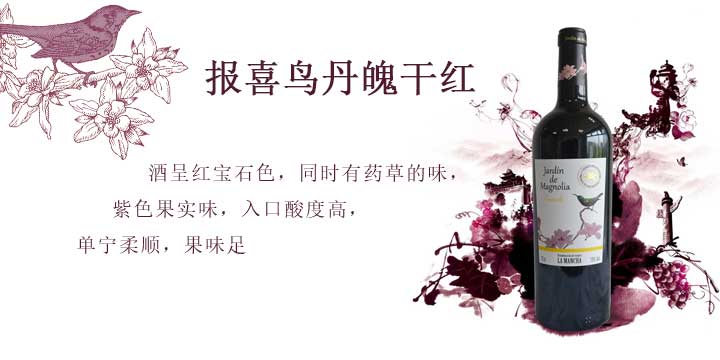 报喜鸟丹魄干红
酒呈红宝石色，同时有药草的味，
紫色果实味，入口酸度高，
单宁柔顺，果味足
Jardín
de
Magnolia
LA MANCHA